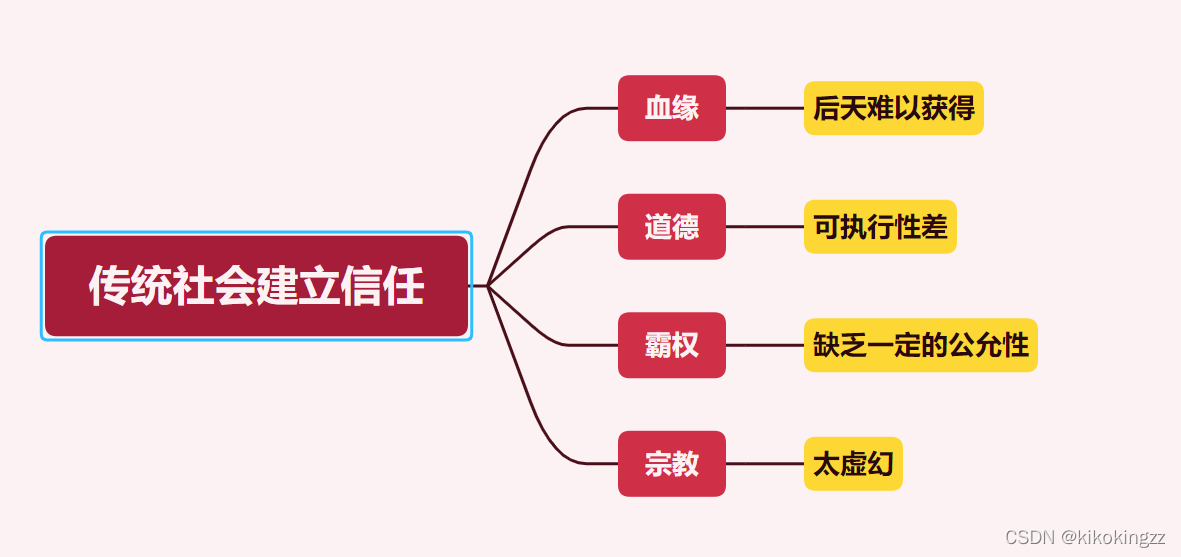 传统社会建立信任
血缘
后天难以获得
道德
可执行性差
霸权
缺乏一定的公允性
宗教
太虚幻
CSDN @kikokingzz